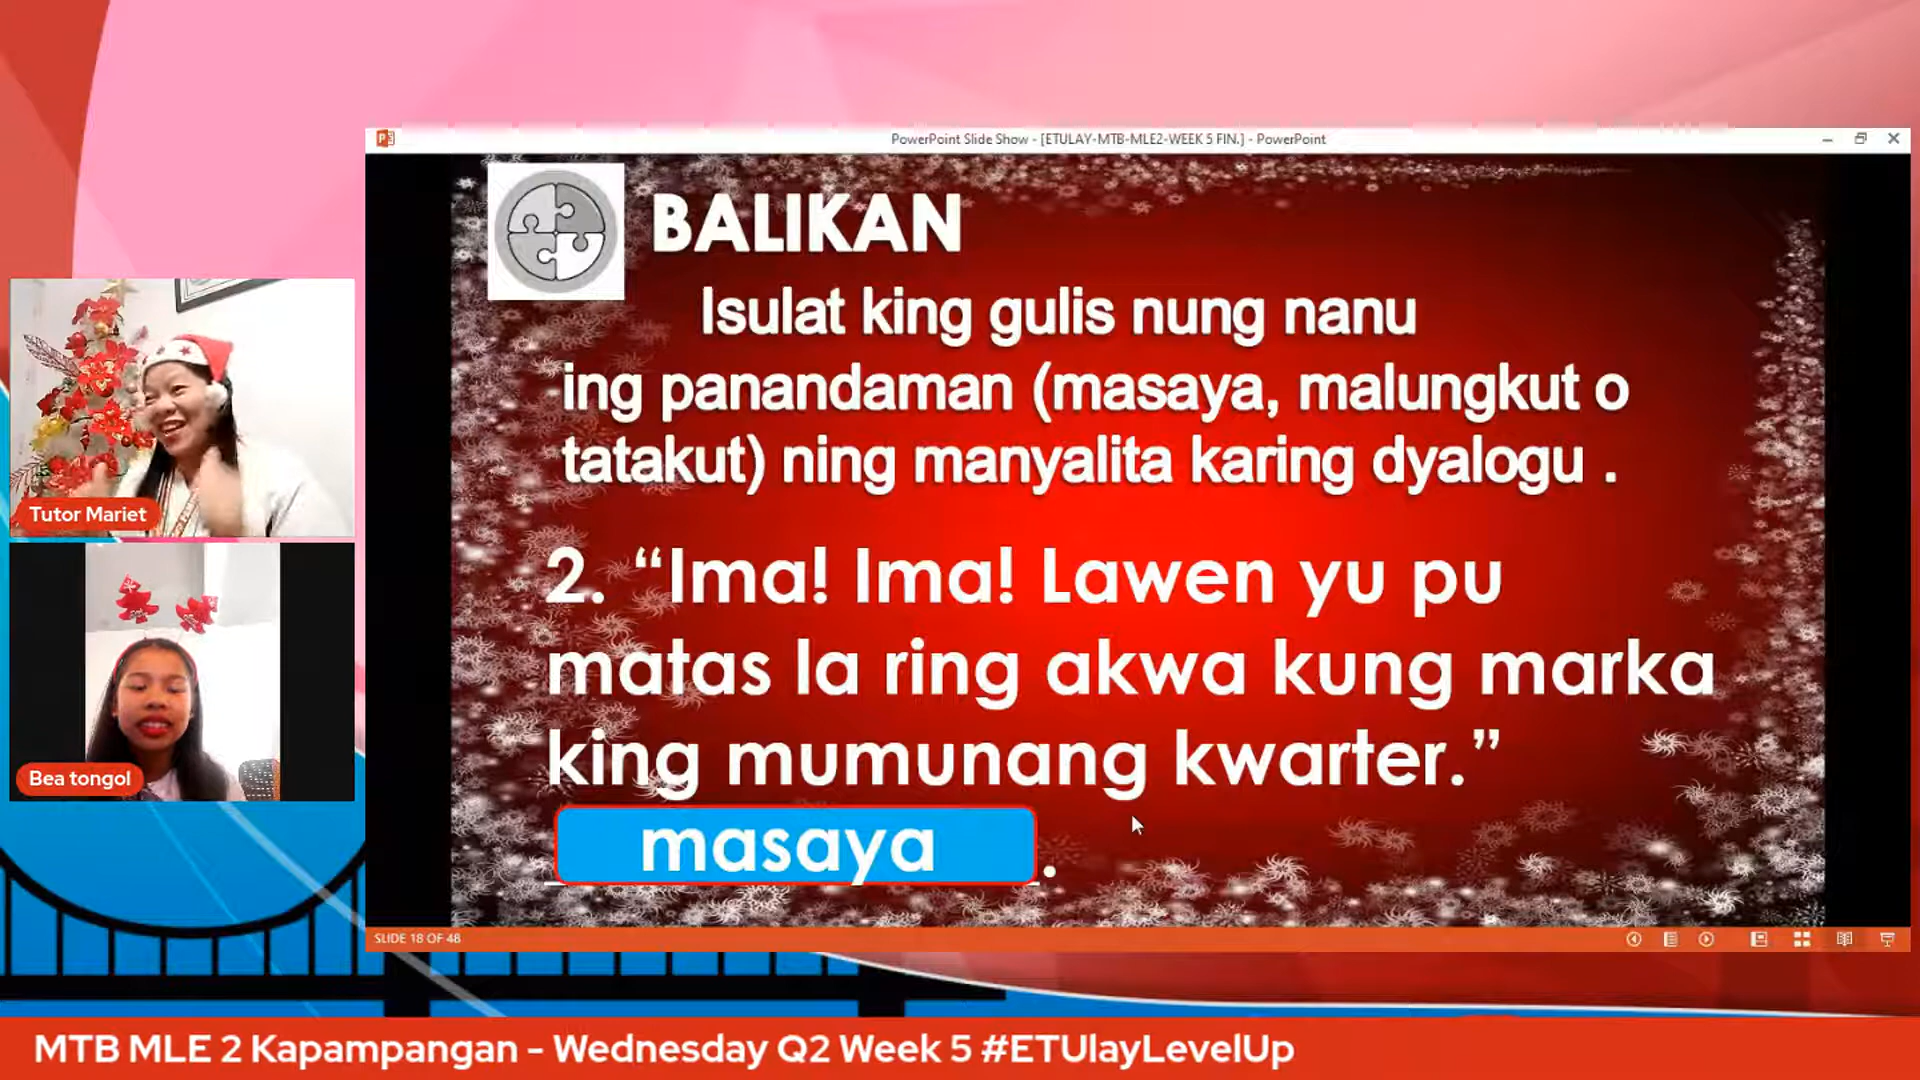 PowerPoint Slide Show - [ETULAY-MTB-MLE2-WEEK 5 FIN.] - PowerPoint
BALIKAN
Isulat king gulis nung nanu
ing panandaman (masaya, malungkut o
tatakut) ning manyalita karing dyalogu .
2. “Ima! Ima! Lawen yu pu
matas la ring akwa kung marka
king mumunang kwarter.”
masaya.
Tutor Mariet
Bea tongol
SLIDE 18 OF 48
MTB MLE 2 Kapampangan - Wednesday Q2 Week 5 #ETUlayLevelUp